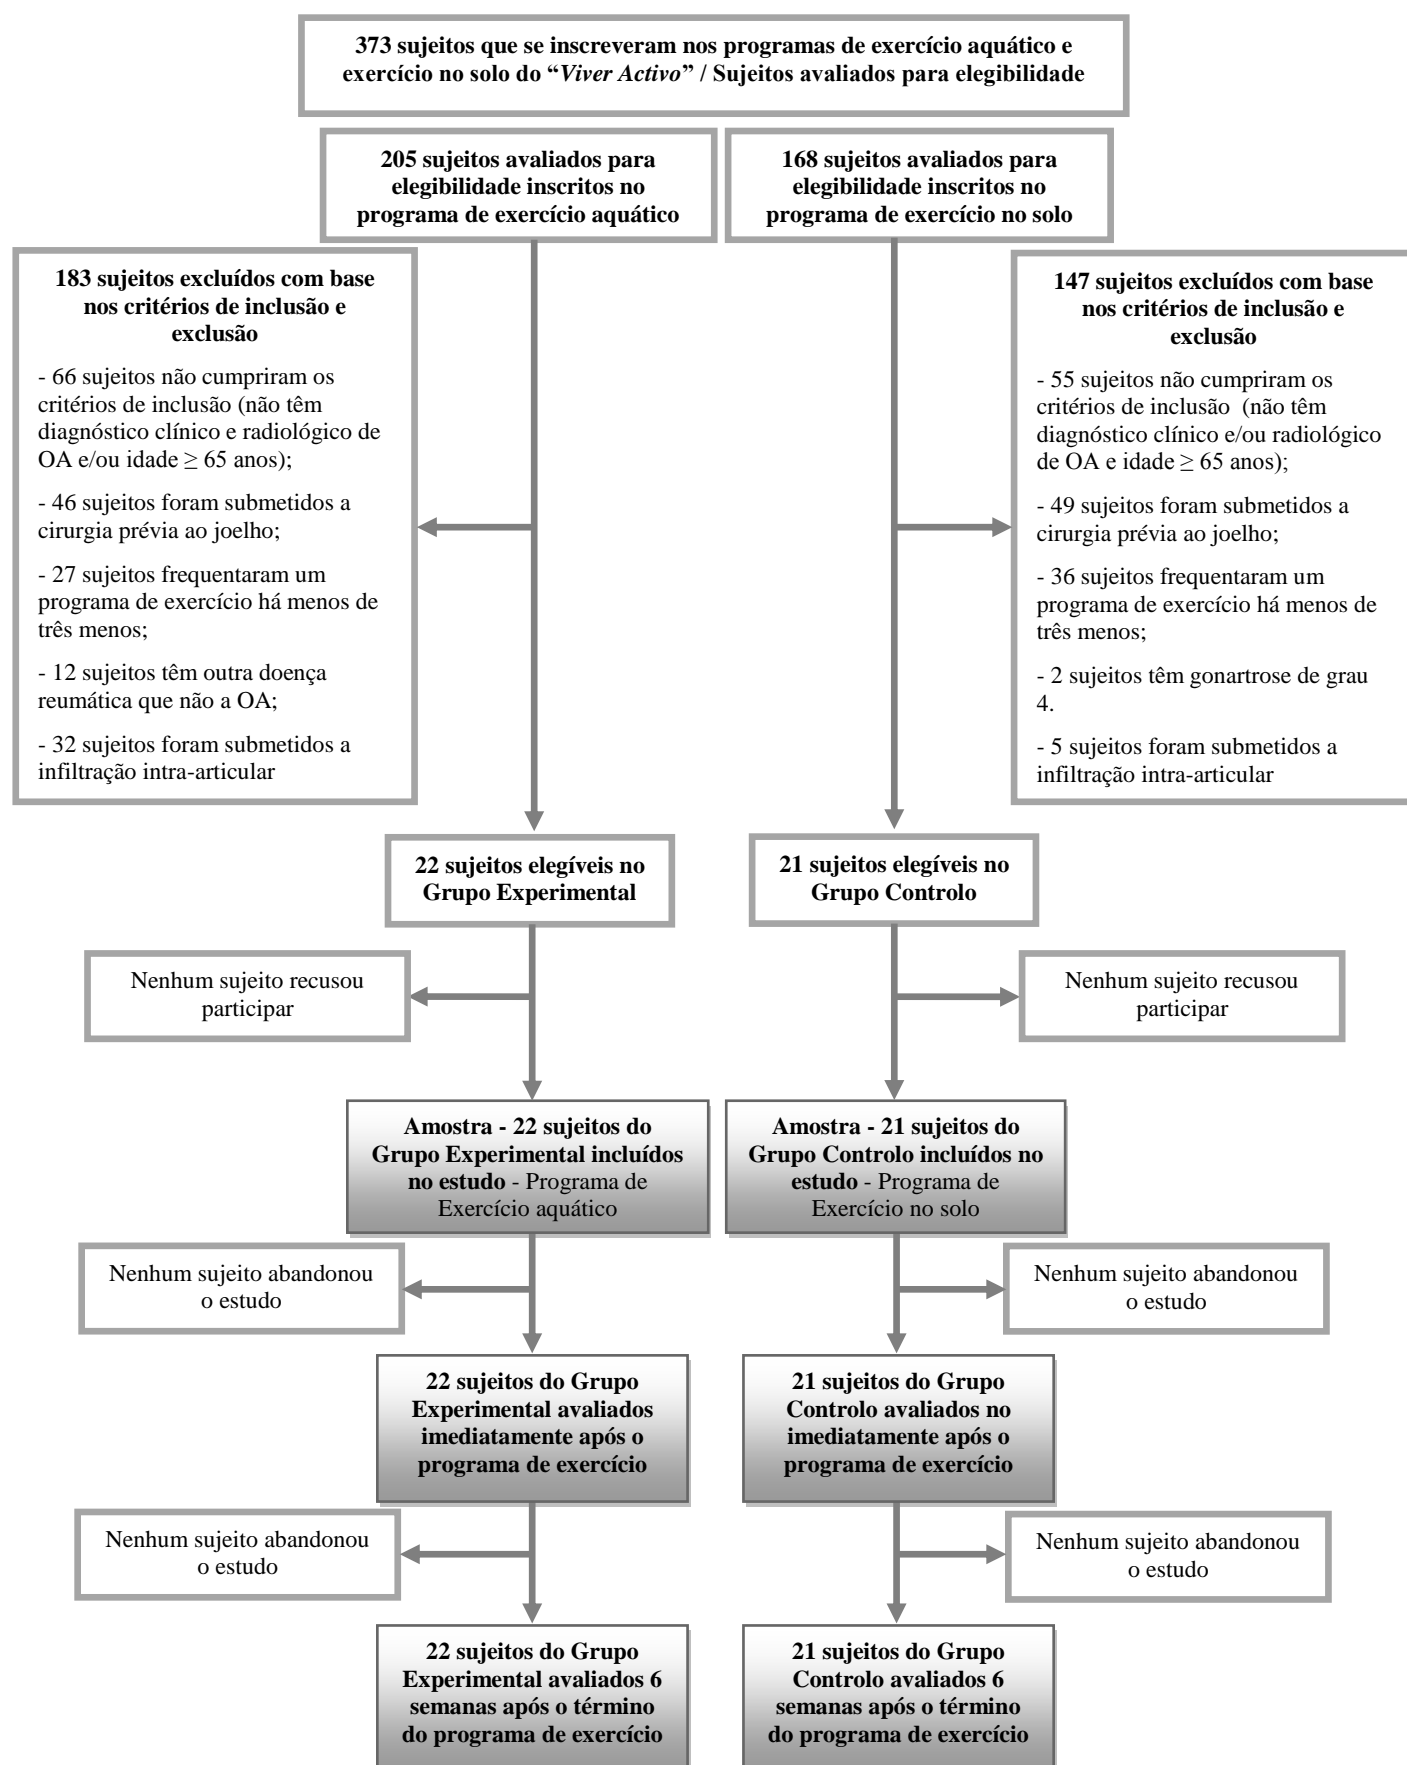 373 sujeitos que se inscreveram nos programas de exercício aquático e
exercício no solo do “Viver Activo” / Sujeitos avaliados para elegibilidade
205 sujeitos avaliados para
elegibilidade inscritos no
programa de exercício aquático
168 sujeitos avaliados para
elegibilidade inscritos no
programa de exercício no solo
183 sujeitos excluídos com base
nos critérios de inclusão e
exclusão
- 66 sujeitos não cumpriram os
critérios de inclusão (não têm
diagnóstico clínico e radiológico de
OA e/ou idade ≥ 65 anos);
- 46 sujeitos foram submetidos a
cirurgia prévia ao joelho;
- 27 sujeitos frequentaram um
programa de exercício há menos de
três menos;
- 12 sujeitos têm outra doença
reumática que não a OA;
- 32 sujeitos foram submetidos a
infiltração intra-articular
147 sujeitos excluídos com base
nos critérios de inclusão e
exclusão
- 55 sujeitos não cumpriram os
critérios de inclusão (não têm
diagnóstico clínico e/ou radiológico
de OA e idade ≥ 65 anos);
- 49 sujeitos foram submetidos a
cirurgia prévia ao joelho;
- 36 sujeitos frequentaram um
programa de exercício há menos de
três menos;
- 2 sujeitos têm gonartrose de grau
4.
- 5 sujeitos foram submetidos a
infiltração intra-articular
22 sujeitos elegíveis no
Grupo Experimental
21 sujeitos elegíveis no
Grupo Controlo
Nenhum sujeito recusou
participar
Nenhum sujeito recusou
participar
Amostra - 22 sujeitos do
Grupo Experimental incluídos
no estudo - Programa de
Exercício aquático
Amostra - 21 sujeitos do
Grupo Controlo incluídos no
estudo - Programa de
Exercício no solo
Nenhum sujeito abandonou
o estudo
Nenhum sujeito abandonou
o estudo
22 sujeitos do Grupo
Experimental avaliados
imediatamente após o
programa de exercício
21 sujeitos do Grupo
Controlo avaliados no
imediatamente após o
programa de exercício
Nenhum sujeito abandonou
o estudo
Nenhum sujeito abandonou
o estudo
22 sujeitos do Grupo
Experimental avaliados 6
semanas após o término
do programa de exercício
21 sujeitos do Grupo
Controlo avaliados 6
semanas após o término
do programa de exercício